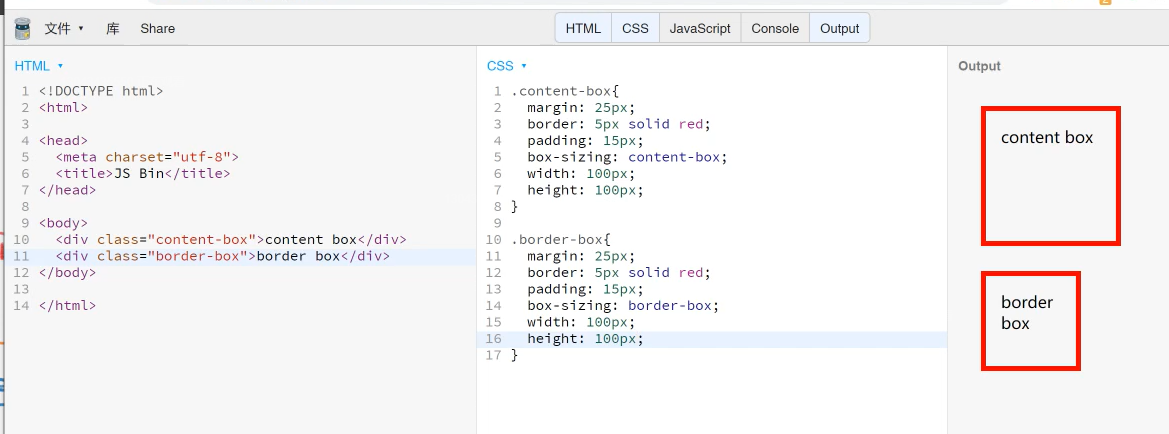 文件 ▾ 库 Share HTML CSS JavaScript Console Output
HTML ▾
1 <!DOCTYPE html>
2 <html>
3
4 <head>
5   <meta charset="utf-8">
6   <title>JS Bin</title>
7 </head>
8
9 <body>
10   <div class="content-box">content box</div>
11   <div class="border-box">border box</div>
12 </body>
13
14 </html>
CSS ▾
1 .content-box{
2   margin: 25px;
3   border: 5px solid red;
4   padding: 15px;
5   box-sizing: content-box;
6   width: 100px;
7   height: 100px;
8 }
9
10 .border-box{
11   margin: 25px;
12   border: 5px solid red;
13   padding: 15px;
14   box-sizing: border-box;
15   width: 100px;
16   height: 100px;
17 }
Output
content box
border
box